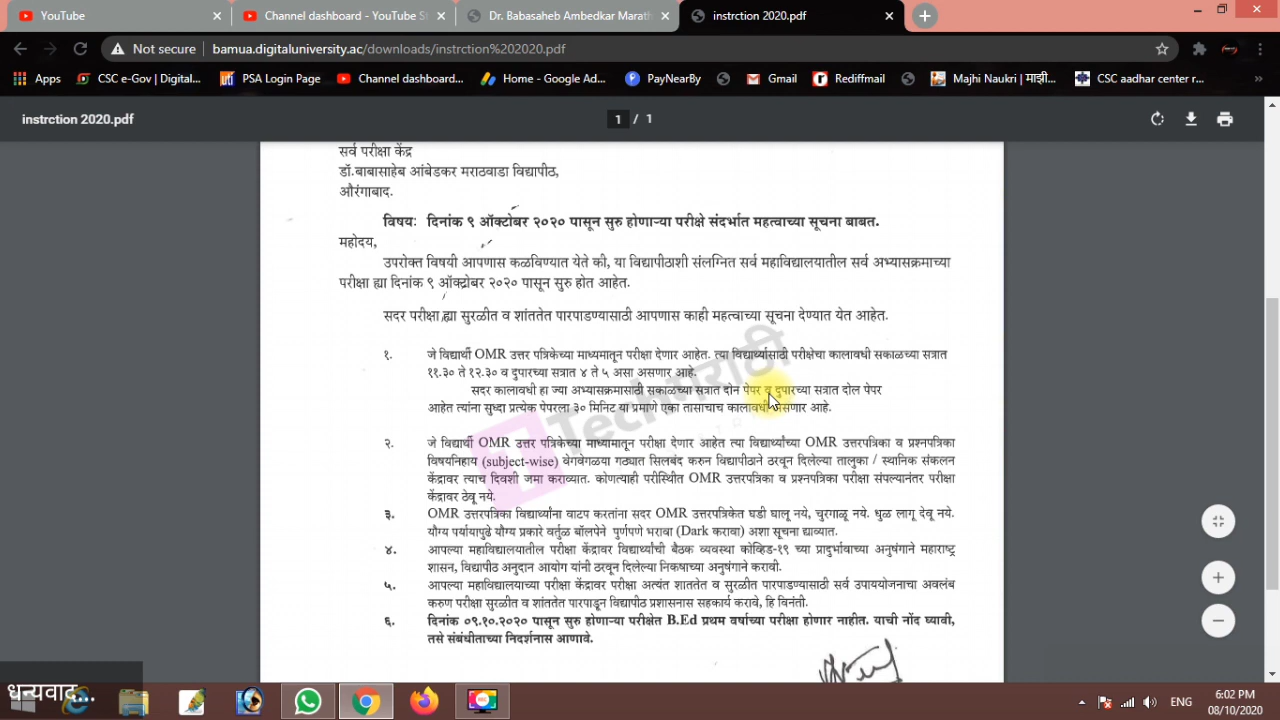 YouTube
Channel dashboard - YouTube St
Dr. Babasaheb Ambedkar Marath
instrction 2020.pdf
Not secure
bamua.digitaluniversity.ac/downloads/instrction%202020.pdf
Apps
CSC e-Gov | Digital...
PSA Login Page
Channel dashboard...
Home - Google Ad...
PayNearBy
Gmail
Rediffmail
Majhi Naukri | माझी...
CSC aadhar center r...
instrction 2020.pdf
1 / 1
सर्व परीक्षा केंद्र
डॉ.बाबासाहेब आंबेडकर मराठवाडा विद्यापीठ,
औरंगाबाद.
विषयः दिनांक ९ ऑक्टोबर २०२० पासून सुरु होणाऱ्या परीक्षे संदर्भात महत्वाच्या सूचना बाबत.
महोदय,
उपरोक्त विषयी आपणास कळविण्यात येते की, या विद्यापीठाशी संलग्नित सर्व महाविद्यालयातील सर्व अभ्यासक्रमाच्या
परीक्षा ह्या दिनांक ९ ऑक्टोबर २०२० पासून सुरु होत आहेत.
सदर परीक्षा ह्या सुरळीत व शांततेत पारपाडण्यासाठी आपणास काही महत्वाच्या सूचना देण्यात येत आहेत.
१. जे विद्यार्थी OMR उत्तर पत्रिकेच्या माध्यमातून परीक्षा देणार आहेत. त्या विद्यार्थ्यासाठी परीक्षेचा कालावधी सकाळच्या सत्रात
११.३० ते १२.३० व दुपारच्या सत्रात ४ ते ५ असा असणार आहे.
सदर कालावधी हा ज्या अभ्यासक्रमासाठी सकाळच्या सत्रात दोन पेपर व दुपारच्या सत्रात दोल पेपर
आहेत त्यांना सुध्दा प्रत्येक पेपरला ३० मिनिट या प्रमाणे एका तासाचाच कालावधी असणार आहे.
२. जे विद्यार्थी OMR उत्तर पत्रिकेच्या माध्यमातून परीक्षा देणार आहेत त्या विद्यार्थ्यांच्या OMR उत्तरपत्रिका व प्रश्नपत्रिका
विषयनिहाय (subject-wise) वेगवेगळया गठ्यात सिलबंद करुन विद्यापीठाने ठरवून दिलेल्या तालुका / स्थानिक संकलन
केंद्रावर त्याच दिवशी जमा कराव्यात. कोणत्याही परीस्थित OMR उत्तरपत्रिका व प्रश्नपत्रिका परीक्षा संपल्यानंतर परीक्षा
केंद्रावर ठेवू नये.
३. OMR उत्तरपत्रिका विद्यार्थ्यांना वाटप करतांना सदर OMR उत्तरपत्रिकेत घडी घालू नये, चुरगाळू नये. धुळ लागू देवू नये.
योग्य पर्यायापुढे योग्य प्रकारे वर्तुळ बॉलपेने पुर्णपणे भरावा (Dark करावा) अशा सूचना द्याव्यात.
४. आपल्या महाविद्यालयातील परीक्षा केंद्रावर विद्यार्थ्यांची बैठक व्यवस्था कोव्हिड-१९ च्या प्रादुर्भावाच्या अनुषंगाने महाराष्ट्र
शासन, विद्यापीठ अनुदान आयोग यांनी ठरवून दिलेल्या निकषाच्या अनुषंगाने करावी.
५. आपल्या महाविद्यालयाच्या परीक्षा केंद्रावर परीक्षा अत्यंत शाततेत व सुरळीत पारपाडण्यासाठी सर्व उपाययोजनाचा अवलंब
करुण परीक्षा सुरळीत व शांततेत पारपाडून विद्यापीठ प्रशासनास सहकार्य करावे, हि विनंती.
६. दिनांक ०९.१०.२०२० पासून सुरु होणाऱ्या परीक्षेत B.Ed प्रथम वर्षाच्या परीक्षा होणार नाहीत. याची नोंद घ्यावी,
तसे संबंधीताच्या निदर्शनास आणावे.
Techमराठी
धन्यवाद...
ENG
6:02 PM
08/10/2020